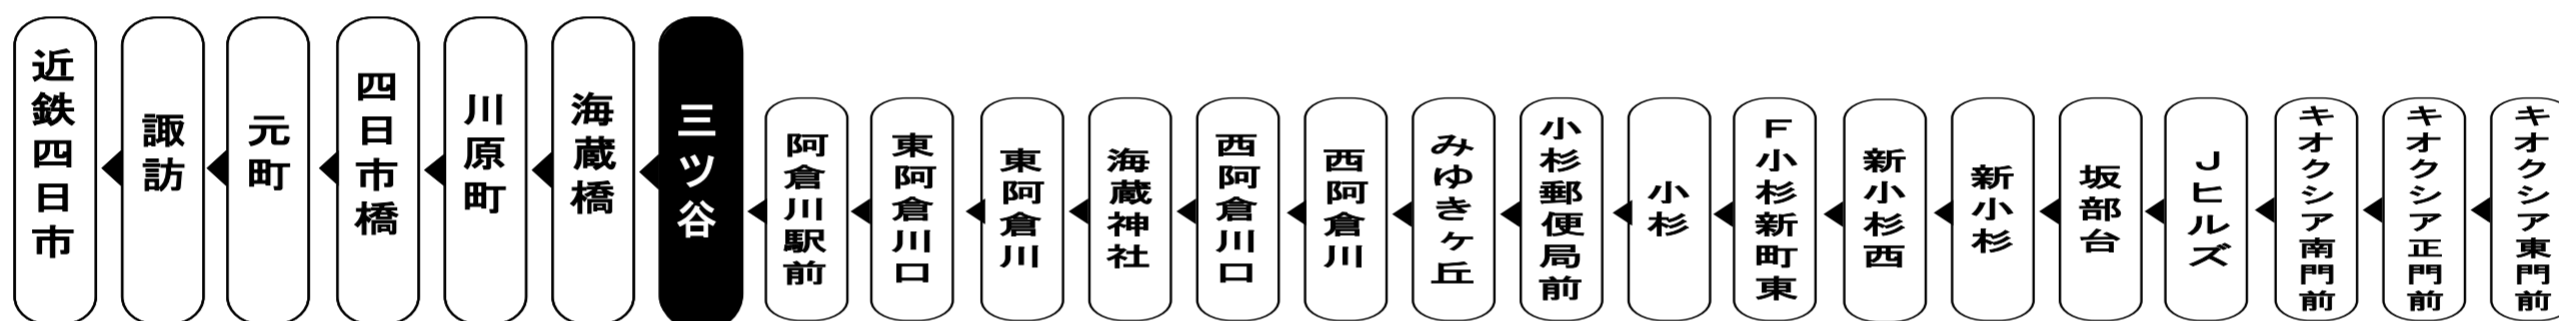 近鉄四日市
諏訪
元町
四日市橋
川原町
海蔵橋
三ツ谷
阿倉川駅前
東阿倉川口
東阿倉川
海蔵神社
西阿倉川口
西阿倉川
みゆきヶ丘
小杉郵便局前
小杉
F小杉新町東
新小杉西
新小杉
坂部台
Jヒルズ
キオクシア南門前
キオクシア正門前
キオクシア東門前